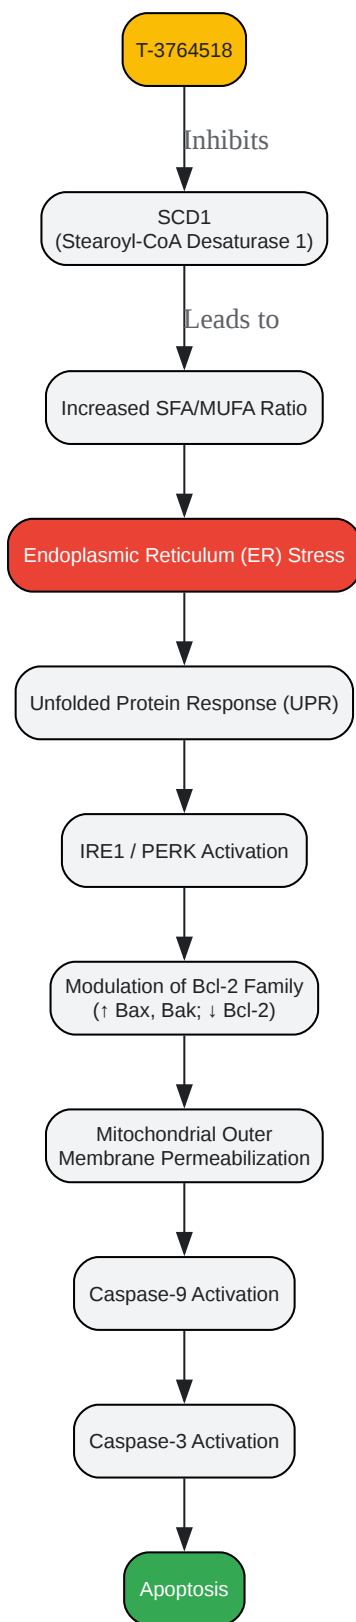 T-3764518
Inhibits
SCD1
(Stearoyl-CoA Desaturase 1)
Leads to
Increased SFA/MUFA Ratio
Endoplasmic Reticulum (ER) Stress
Unfolded Protein Response (UPR)
IRE1 / PERK Activation
Modulation of Bcl-2 Family
(↑ Bax, Bak; ↓ Bcl-2)
Mitochondrial Outer
Membrane Permeabilization
Caspase-9 Activation
Caspase-3 Activation
Apoptosis